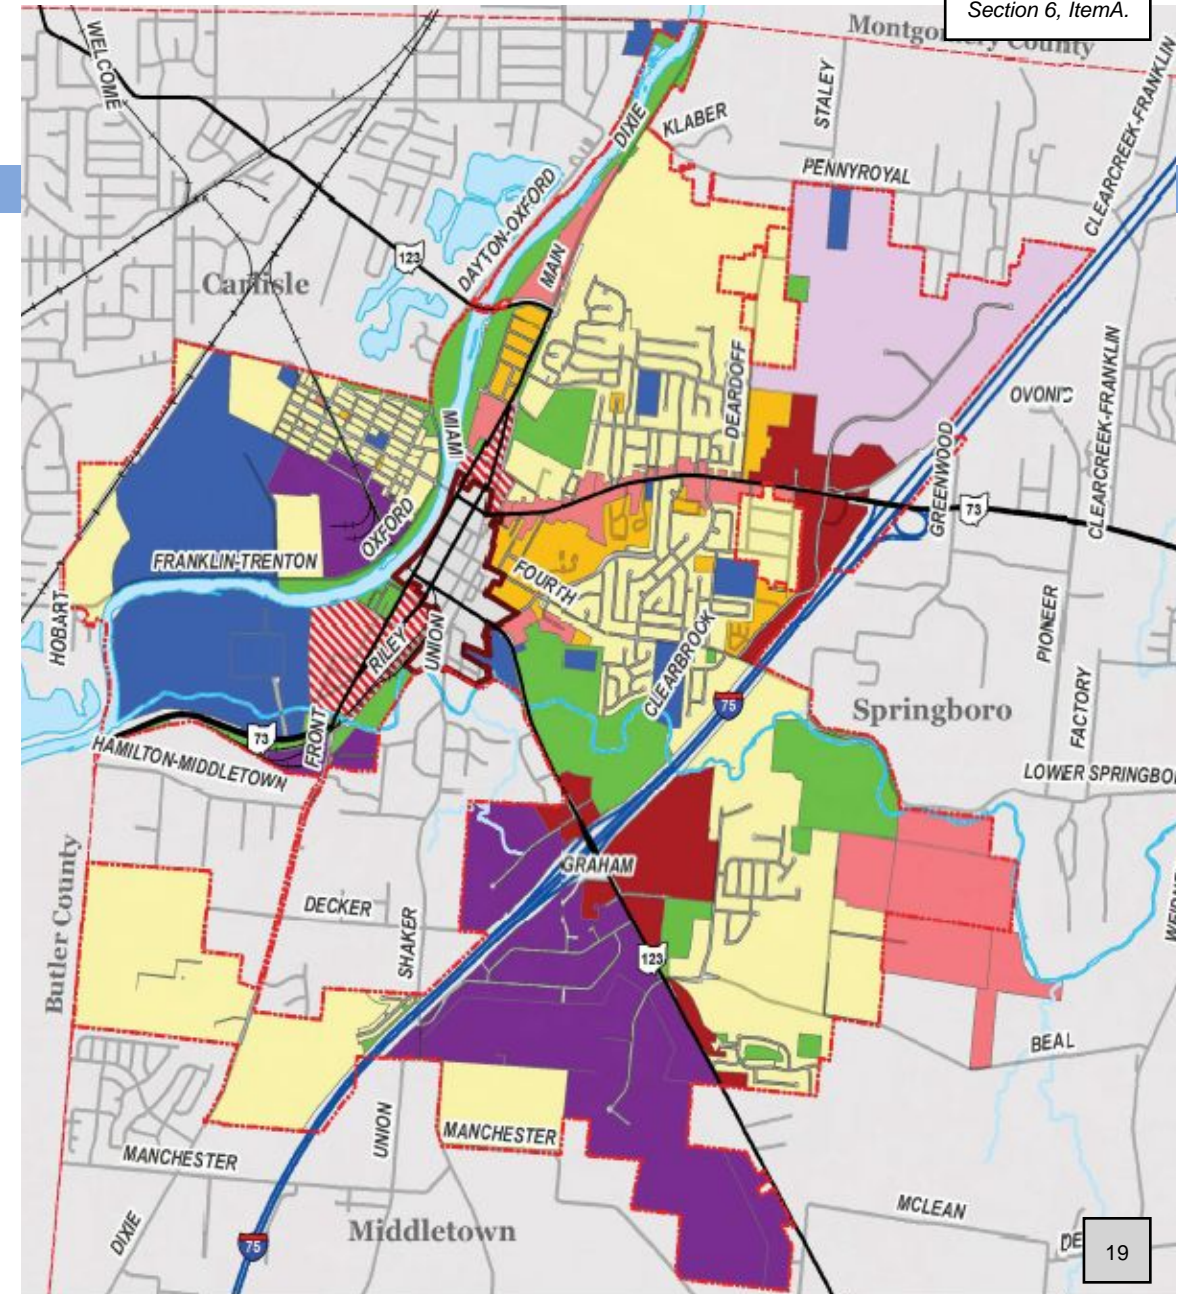 Section 6, ItemA.
Montgomery County
WELCOME
STALEY
CLEARCREEK-FRANKLIN
DIXIE
KLABER
PENNYROYAL
DAYTON-OXFORD
123
MAIN
Carlisle
DEARDOFF
CLEARCREEK-FRANKLIN
MIAMI
GREENWOOD
73
OXFORD
FRANKLIN-TRENTON
FOURTH
HOBART
RILEY
UNION
CLEARBROOK
PIONEER
FACTORY
75
Springboro
73
FRONT
HAMILTON-MIDDLETOWN
LOWER SPRINGBO
GRAHAM
Butler County
DECKER
SHAKER
123
BEAL
UNION
MANCHESTER
MANCHESTER
MCLEAN
DIXIE
Middletown
75
DE
19